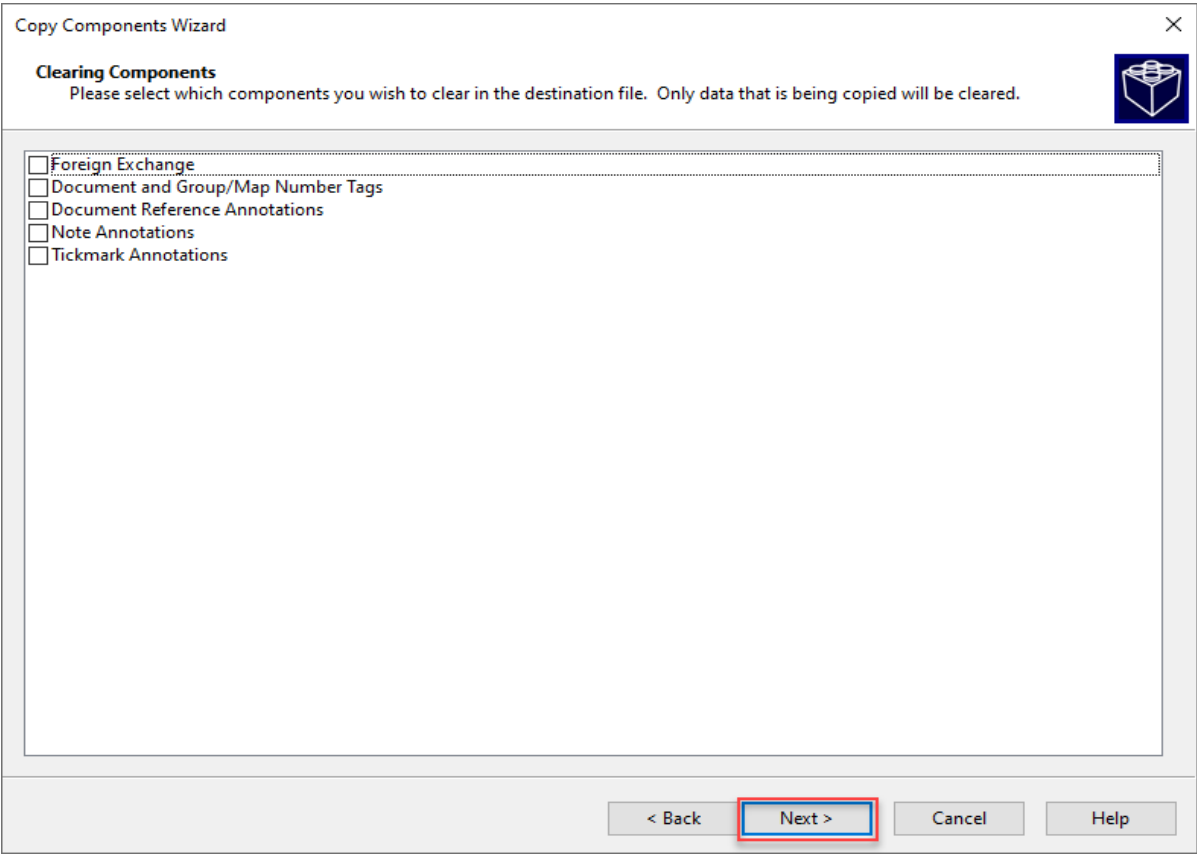 Copy Components Wizard
Clearing Components
Please select which components you wish to clear in the destination file.  Only data that is being copied will be cleared.
Foreign Exchange
Document and Group/Map Number Tags
Document Reference Annotations
Note Annotations
Tickmark Annotations
< Back Next > Cancel Help